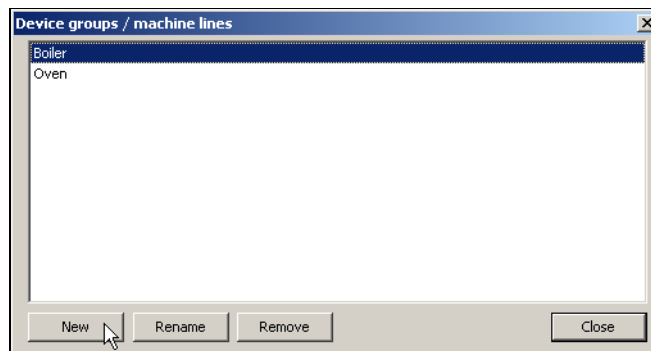 Device groups / machine lines
Boiler
Oven
New Rename Remove Close